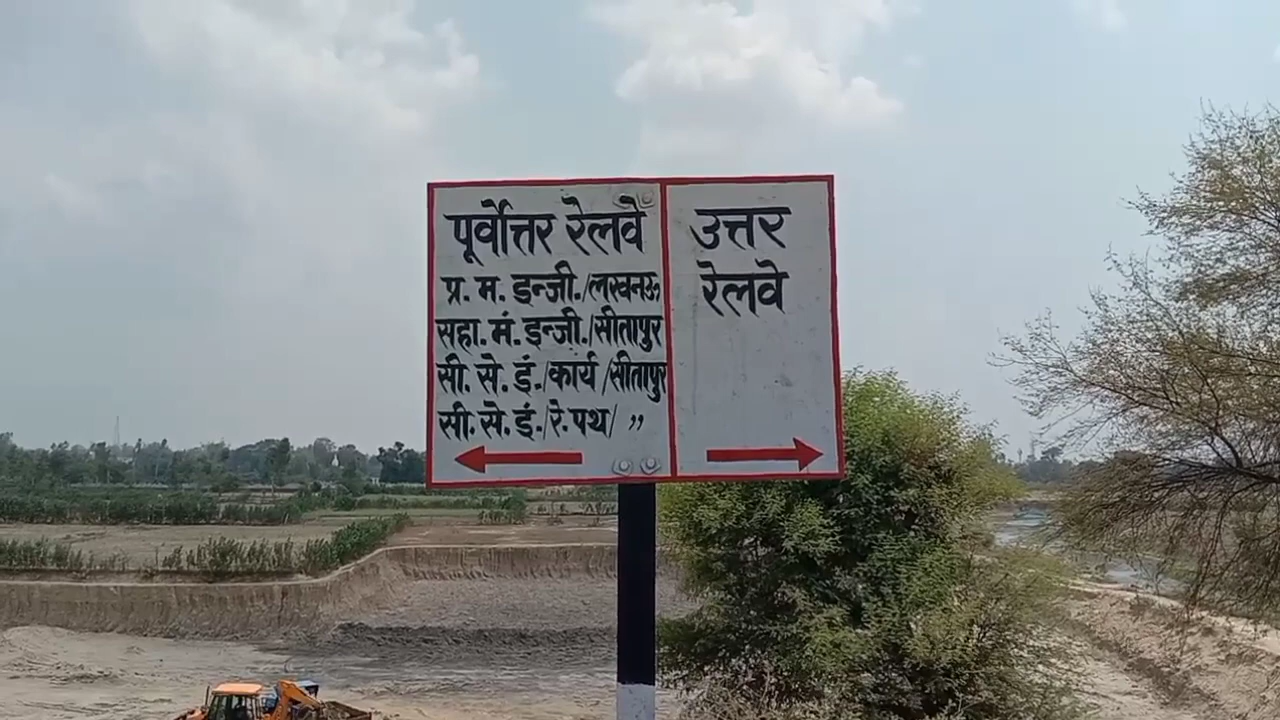 पूर्वोत्तर रेलवे
प्र. म. इन्जी./लखनऊ
सहा. मं. इन्जी./सीतापुर
सी. से. इं./कार्य /सीतापुर
सी. से. इं./रे. पथ/ ,,
उत्तर
रेलवे